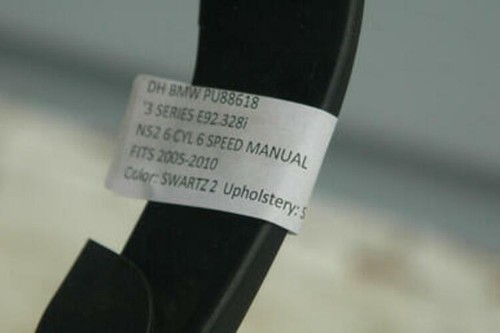 DH BMW PU88618
'3 SERIES E92 328i
N52 6 CYL 6 SPEED MANUAL
FITS 2005-2010
Color: SWARTZ 2 Upholstery: S